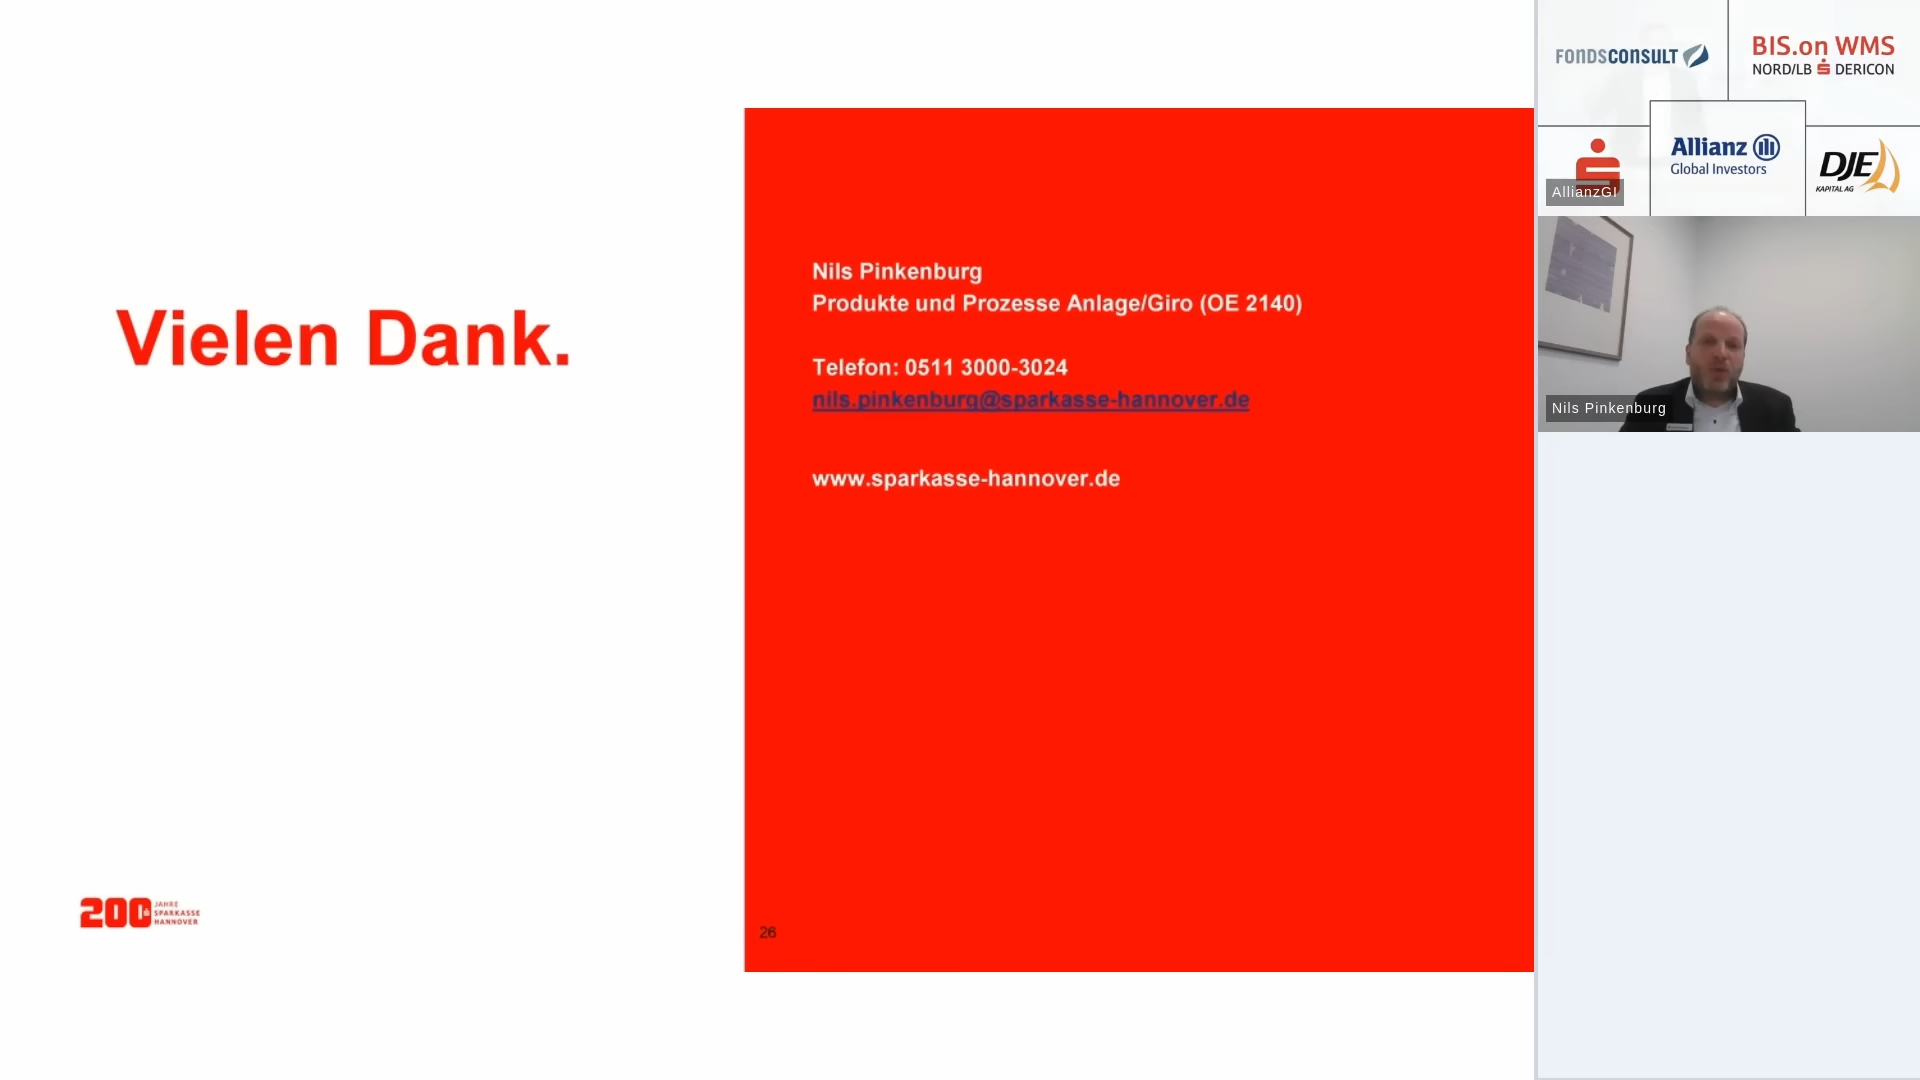 Vielen Dank.
Nils Pinkenburg
Produkte und Prozesse Anlage/Giro (OE 2140)
Telefon: 0511 3000-3024
nils.pinkenburg@sparkasse-hannover.de
www.sparkasse-hannover.de
200 JAHRE
SPARKASSE
HANNOVER
26
FONDSCONSULT
BIS.on WMS
NORD/LB DERICON
AllianzGI
Allianz
Global Investors
DJE
KAPITAL AG
Nils Pinkenburg